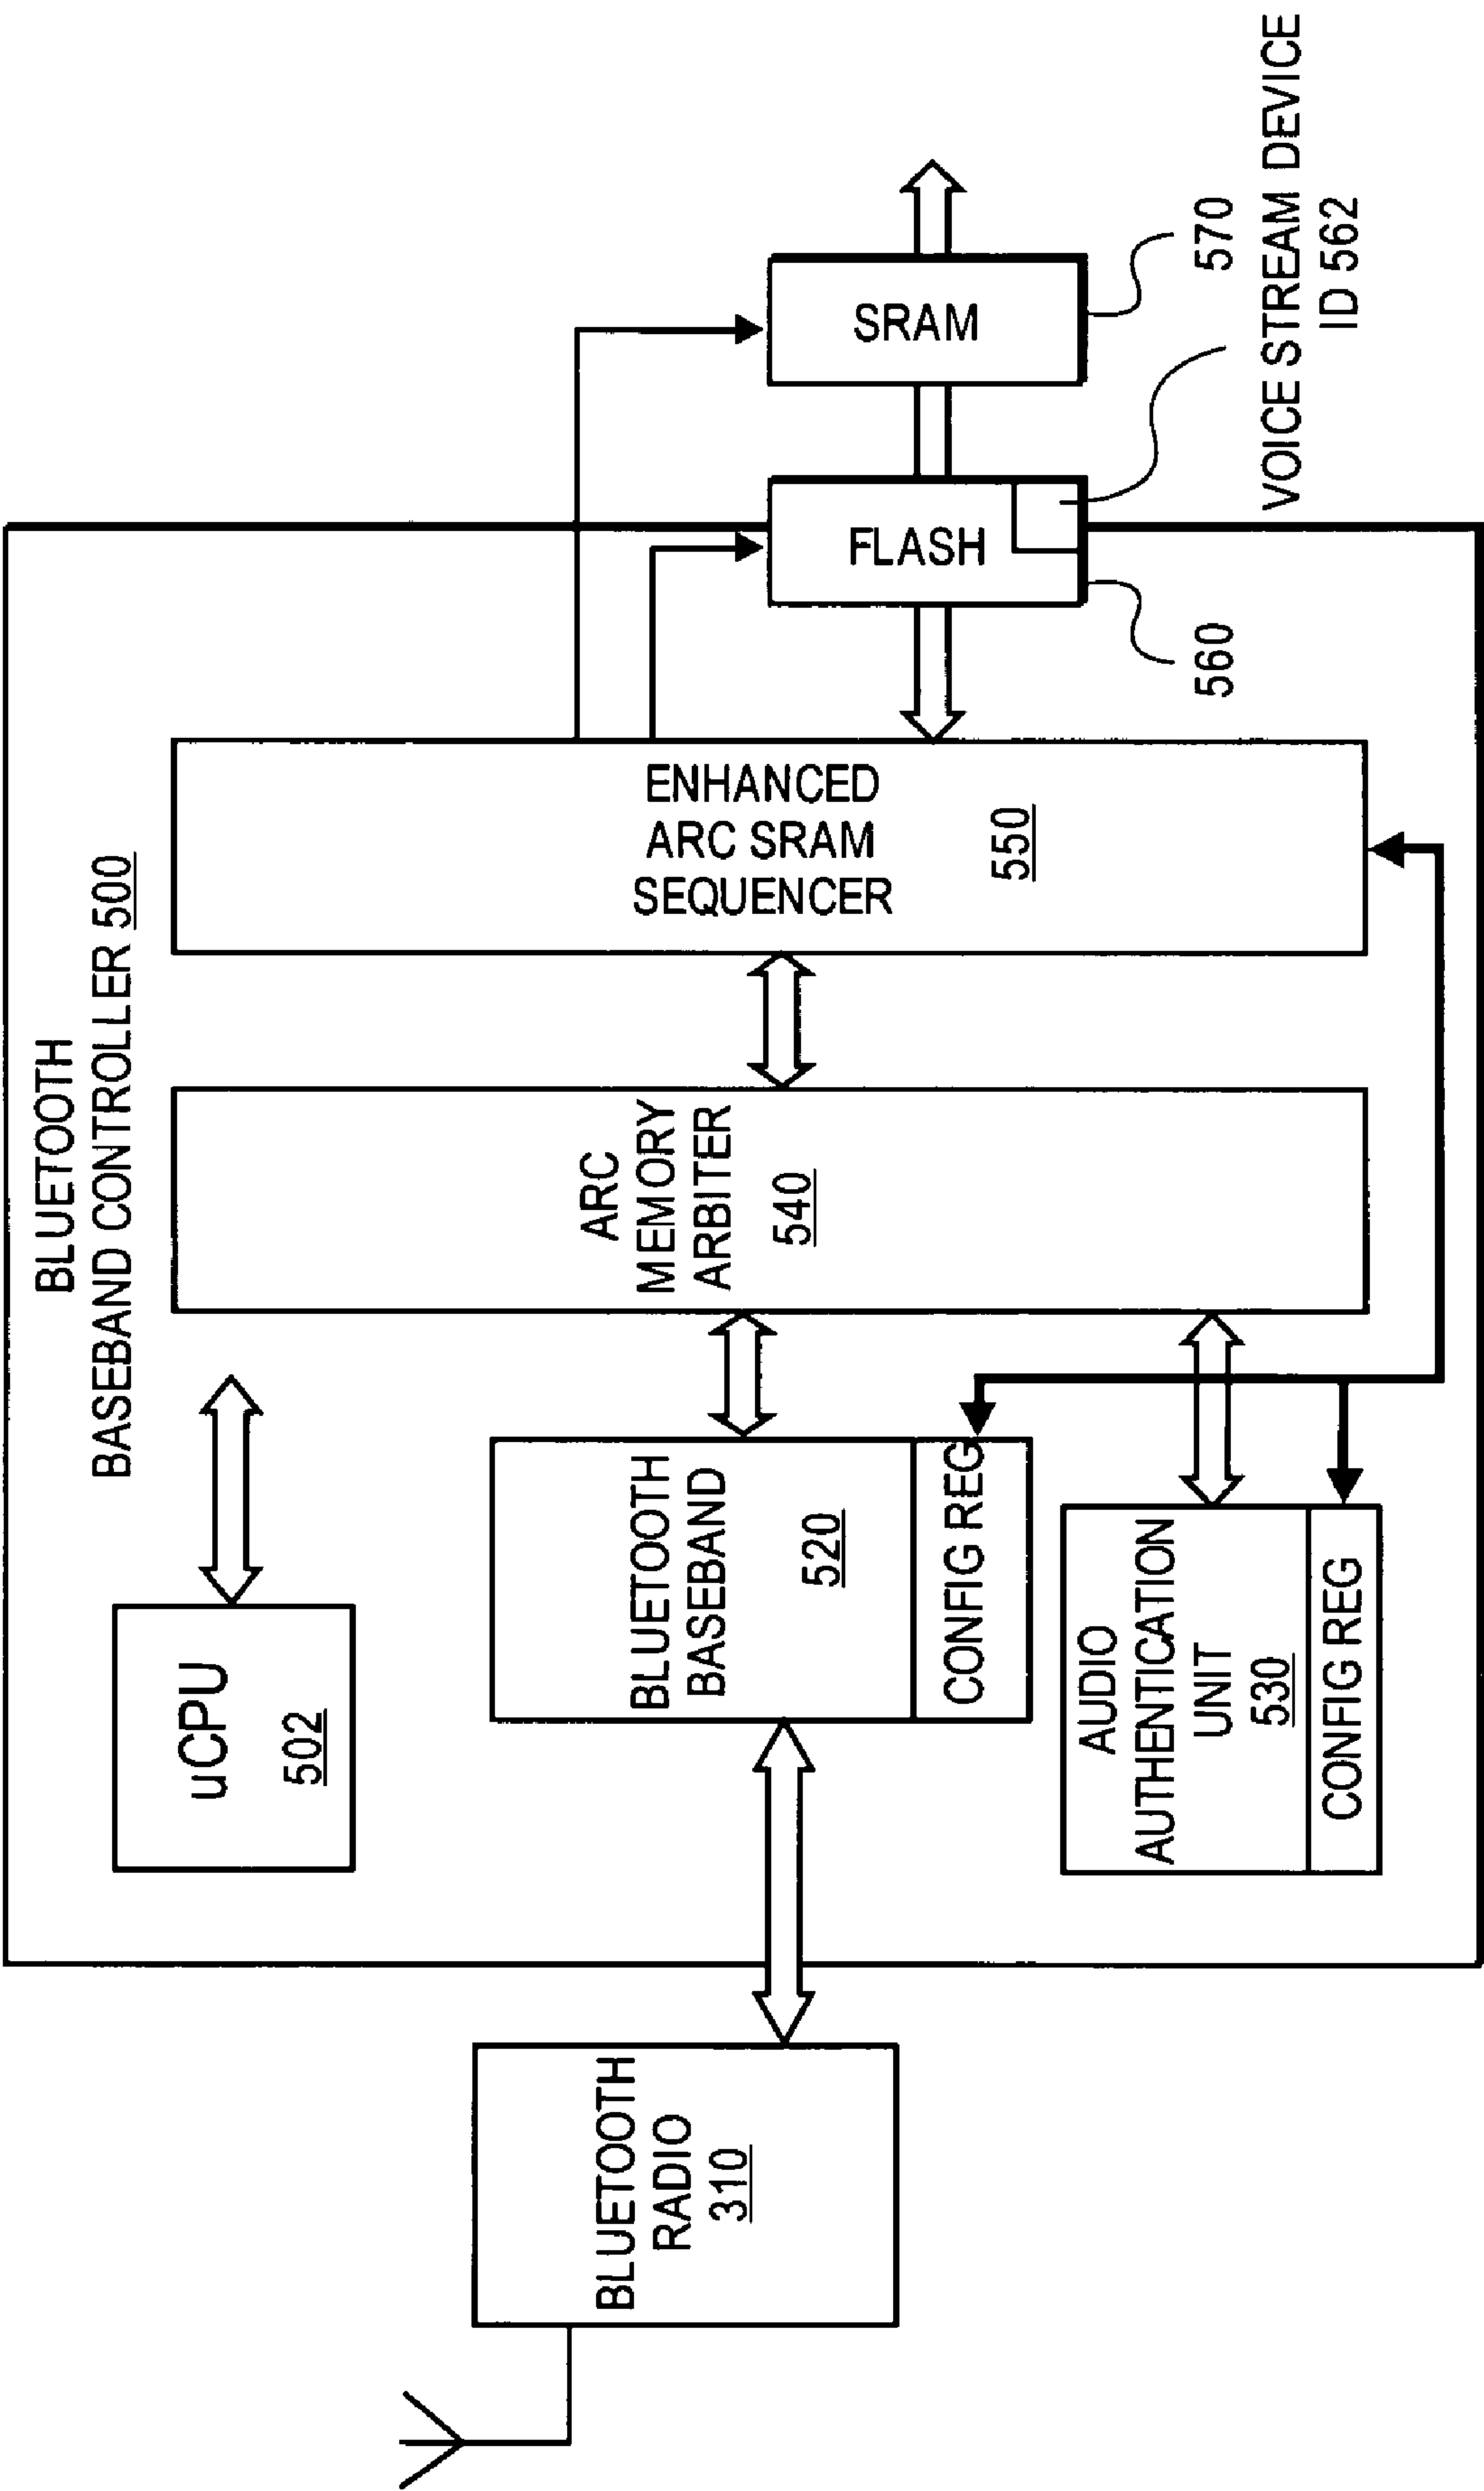 BLUETOOTH
BASEBAND CONTROLLER 500
uCPU
502
BLUETOOTH
RADIO
310
BLUETOOTH
BASEBAND
520
CONFIG REG
AUDIO
AUTHENTICATION
UNIT
530
CONFIG REG
ARC
MEMORY
ARBITER
540
ENHANCED
ARC SRAM
SEQUENCER
550
FLASH
560
SRAM
570
VOICE STREAM DEVICE
ID 562